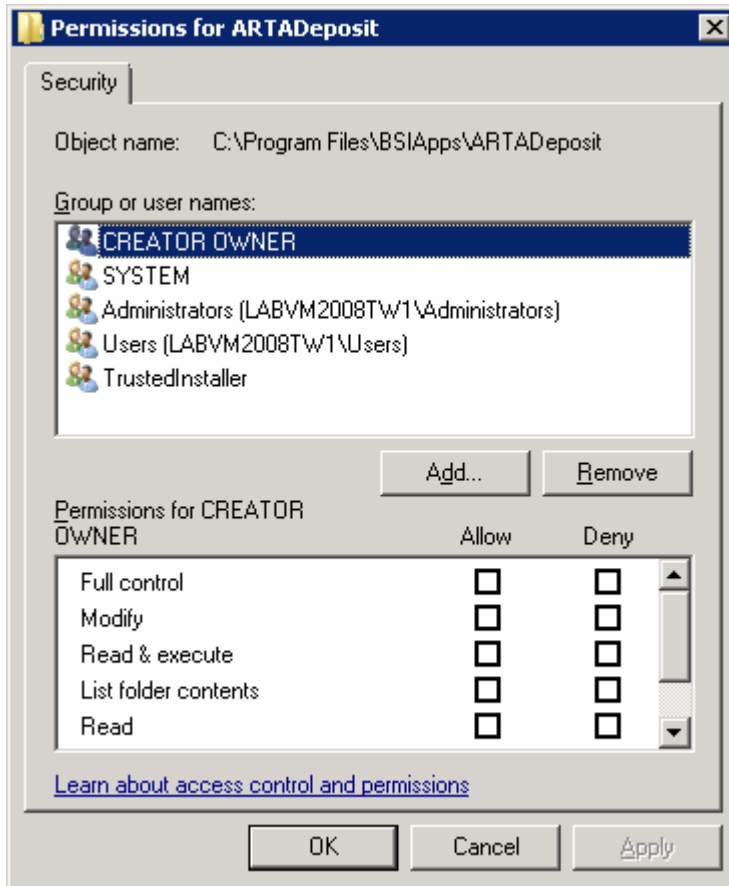 Permissions for ARTADeposit
Security
Object name: C:\Program Files\BSIApps\ARTADeposit
Group or user names:
CREATOR OWNER
SYSTEM
Administrators (LABVM2008TW1\Administrators)
Users (LABVM2008TW1\Users)
TrustedInstaller
Add... Remove
Permissions for CREATOR
OWNER Allow Deny
Full control
Modify
Read & execute
List folder contents
Read
Learn about access control and permissions
OK Cancel Apply